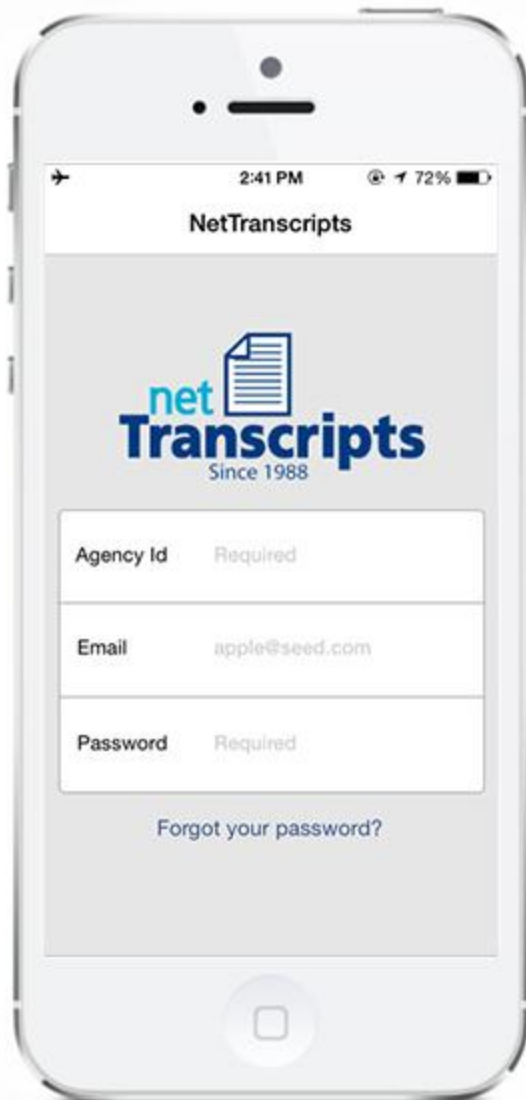 2:41 PM 72%
NetTranscripts
net
Transcripts
Since 1988
Agency Id Required
Email apple@seed.com
Password Required
Forgot your password?